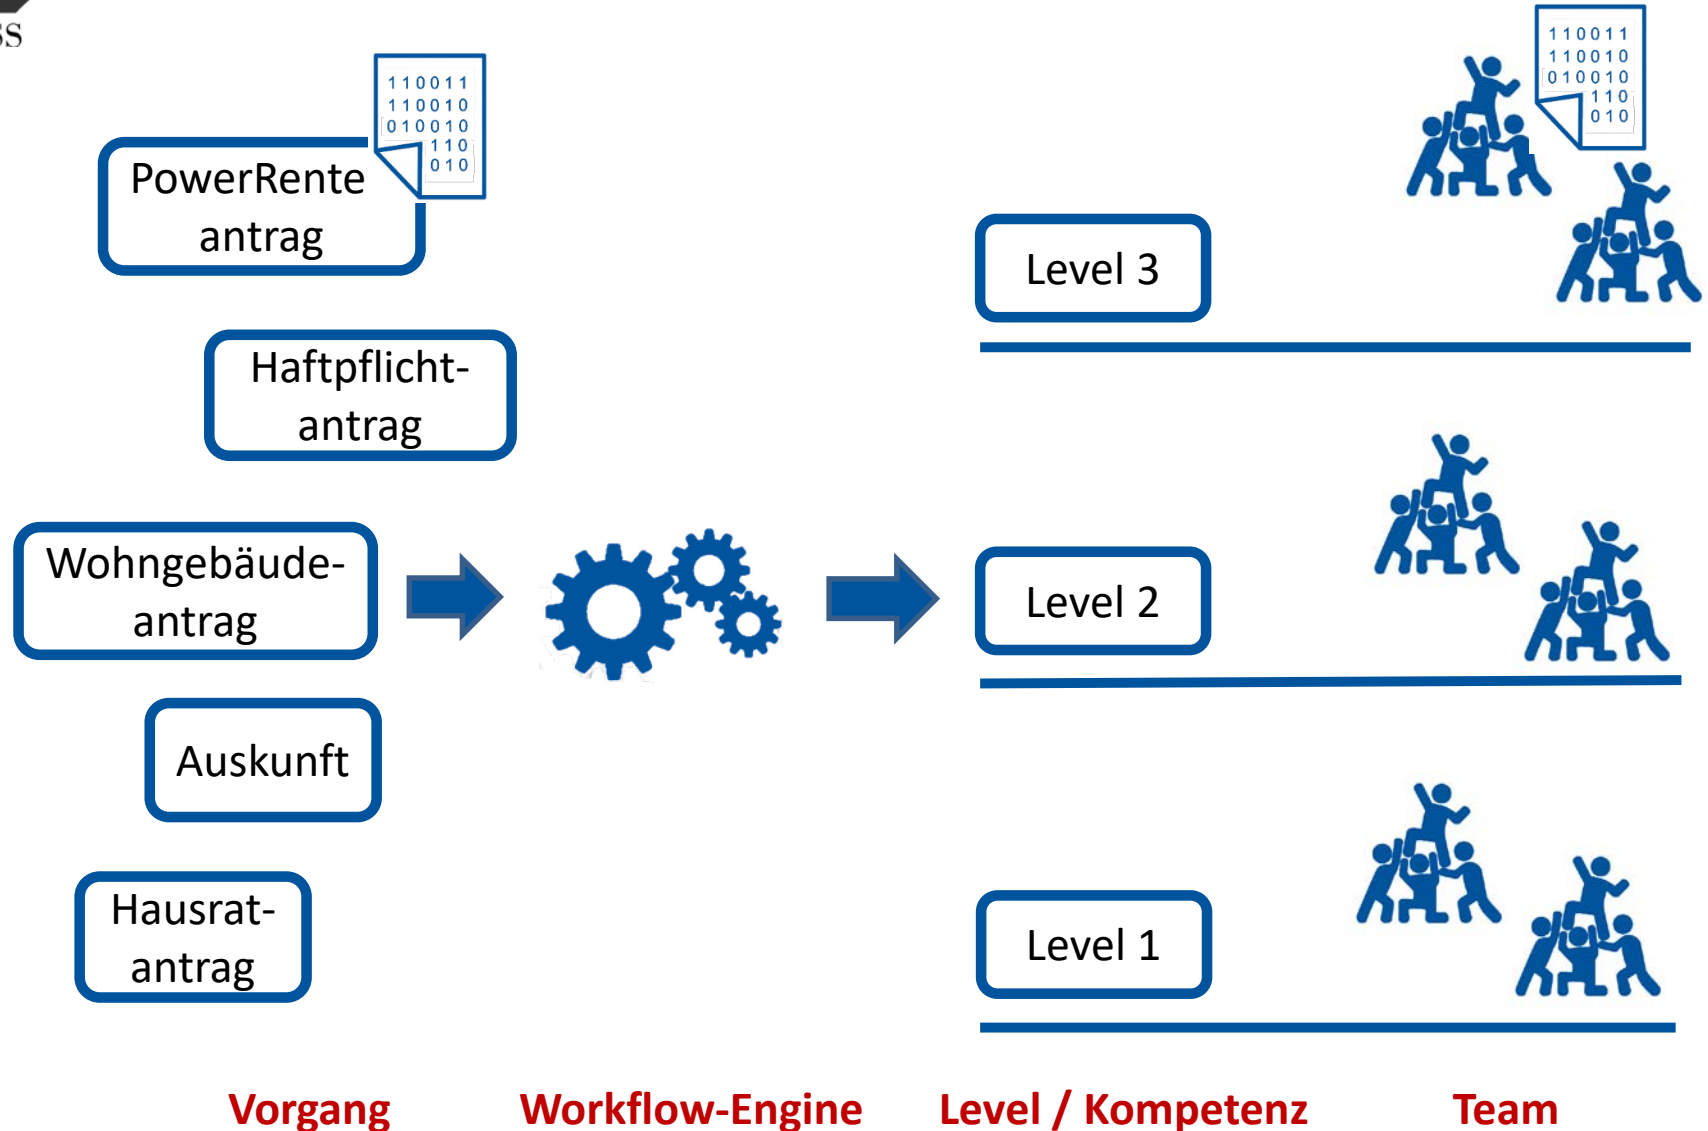 SS
110011
110010
010010
110
010
PowerRente
antrag
Haftpflicht-
antrag
Wohngebäude-
antrag
Auskunft
Hausrat-
antrag
110011
110010
010010
110
010
Level 3
Level 2
Level 1
Vorgang
Workflow-Engine
Level / Kompetenz
Team